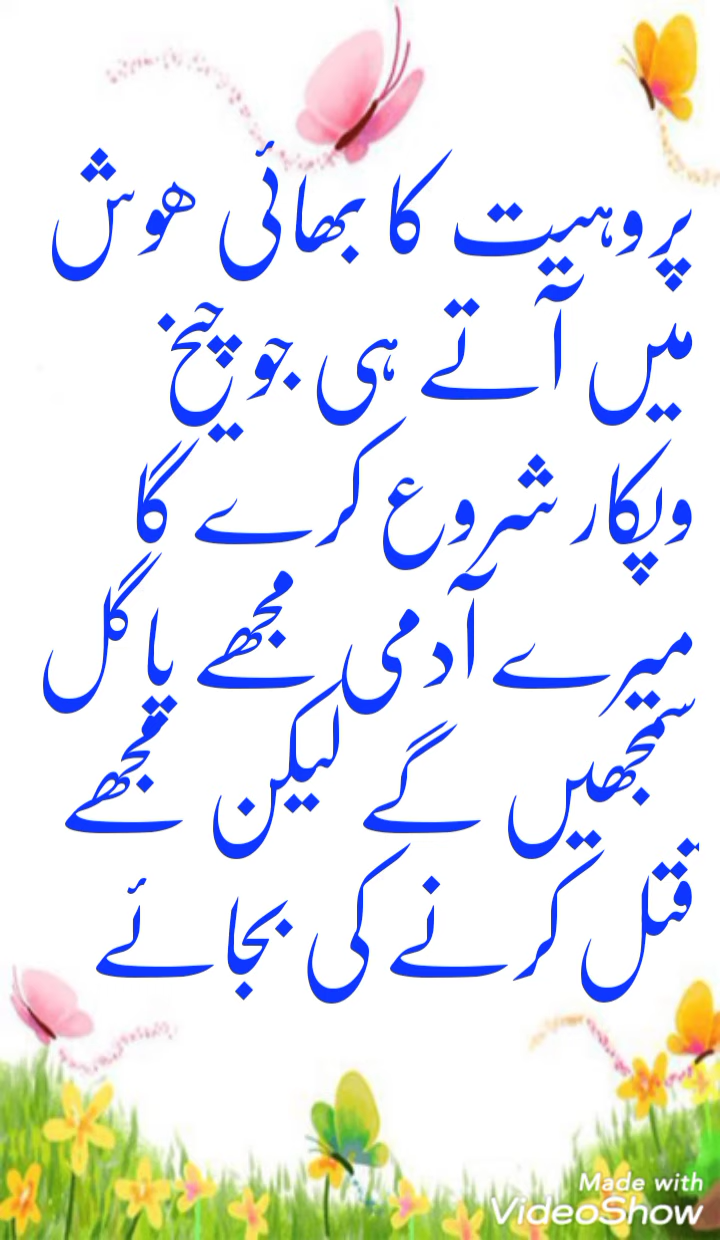 پروہیت کا بھائی ھوش
میں آتے ہی جو چیخ
وپکار شروع کرے گا
میرے آدمی مجھے پاگل
سمجھیں گے لیکن مجھے
قتل کرنے کی بجائے
Made with
VideoShow